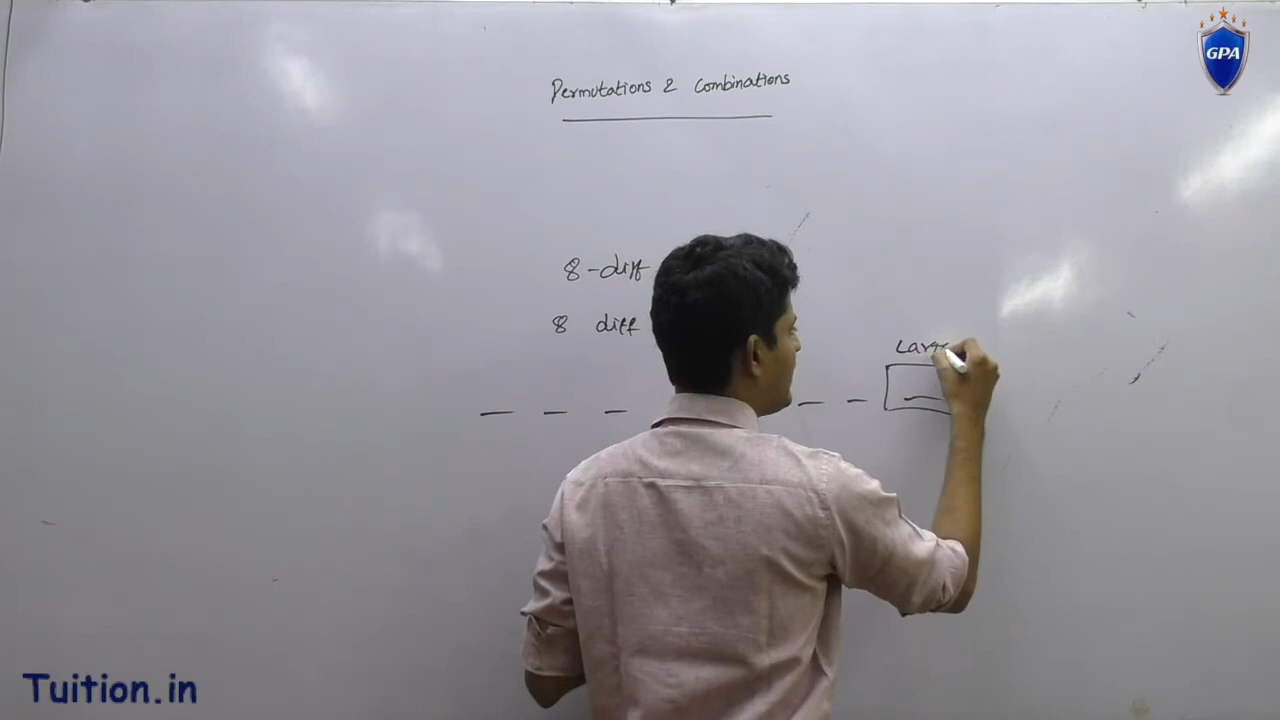 GPA
Permutations & Combinations
8-diff
8 diff
Tuition.in